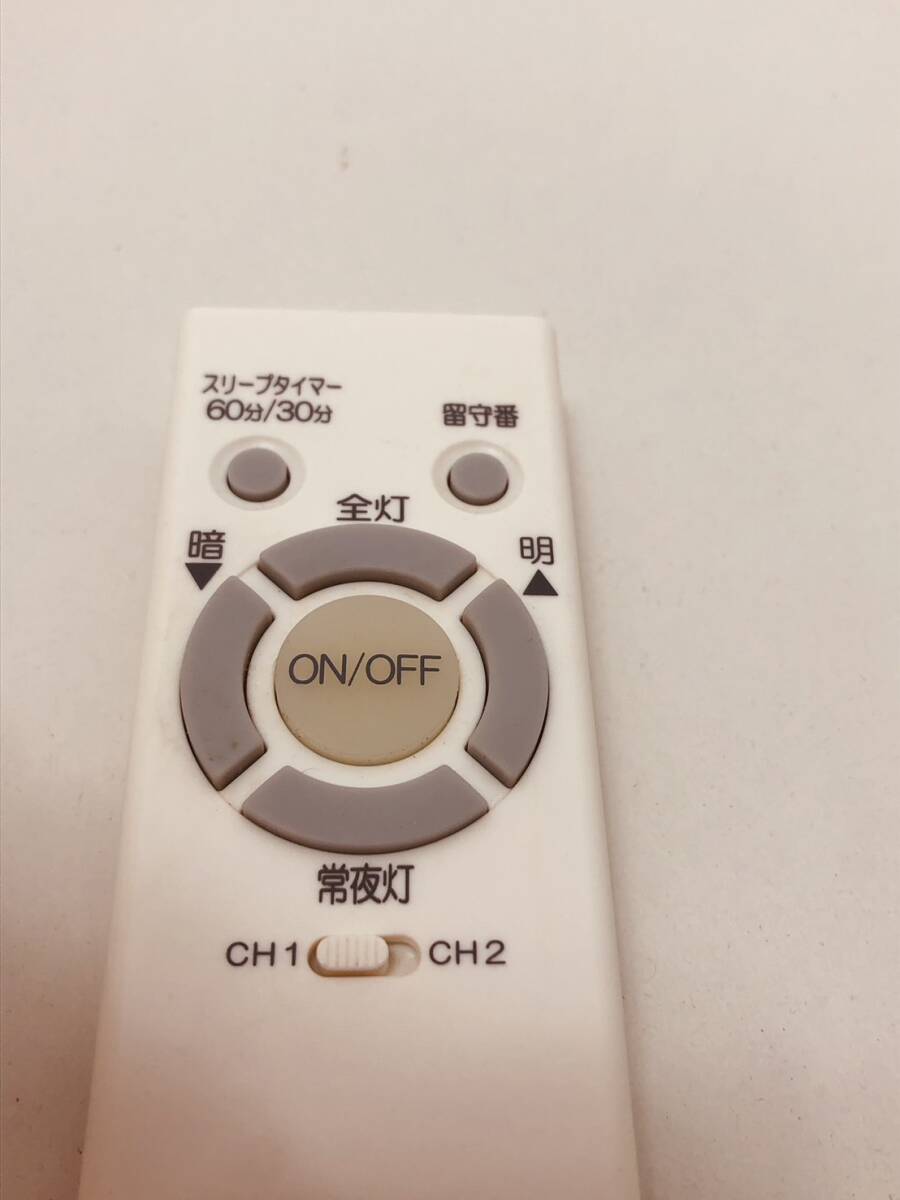 スリープタイマー
60分/30分
留守番
全灯
暗
▼
明
▲
ON/OFF
常夜灯
CH1
CH2